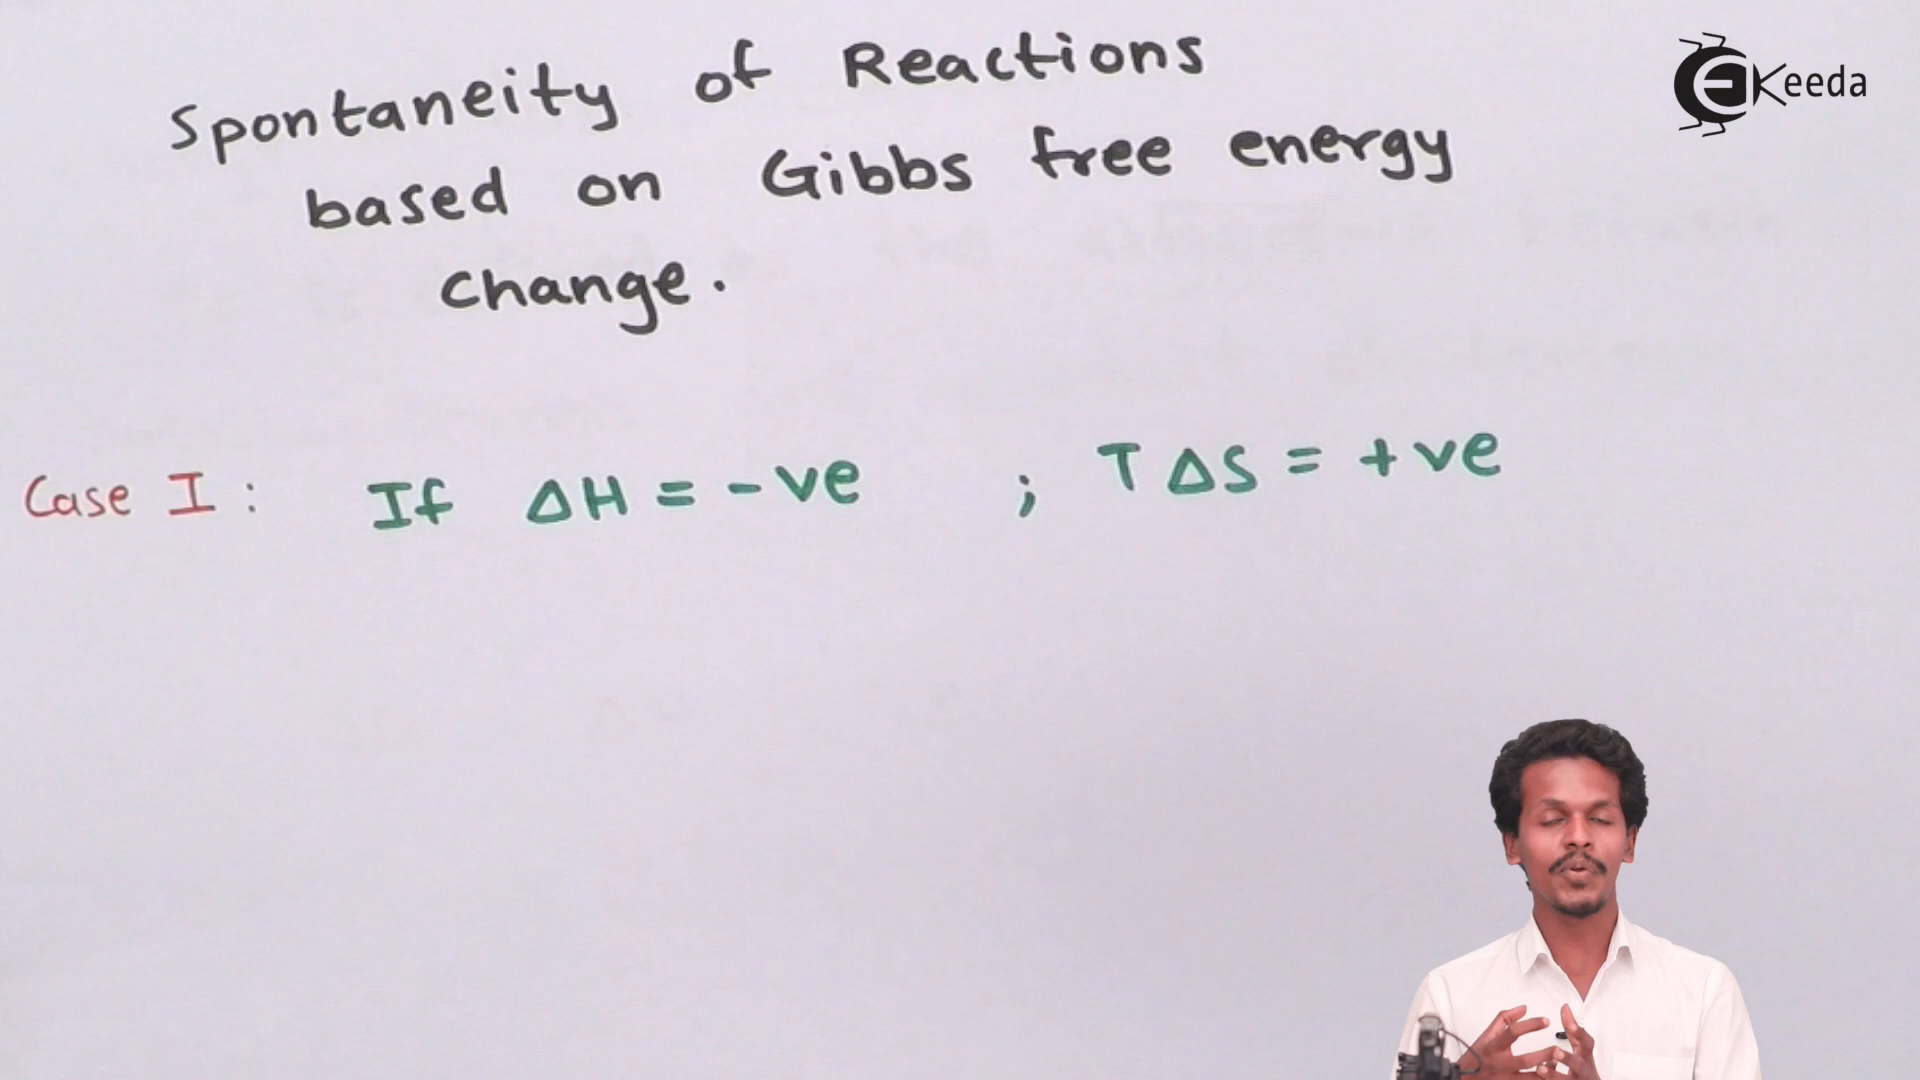 Spontaneity of Reactions
based on Gibbs free energy
change.
Case I : If ΔH = -ve ; TΔS = +ve
EKeeda